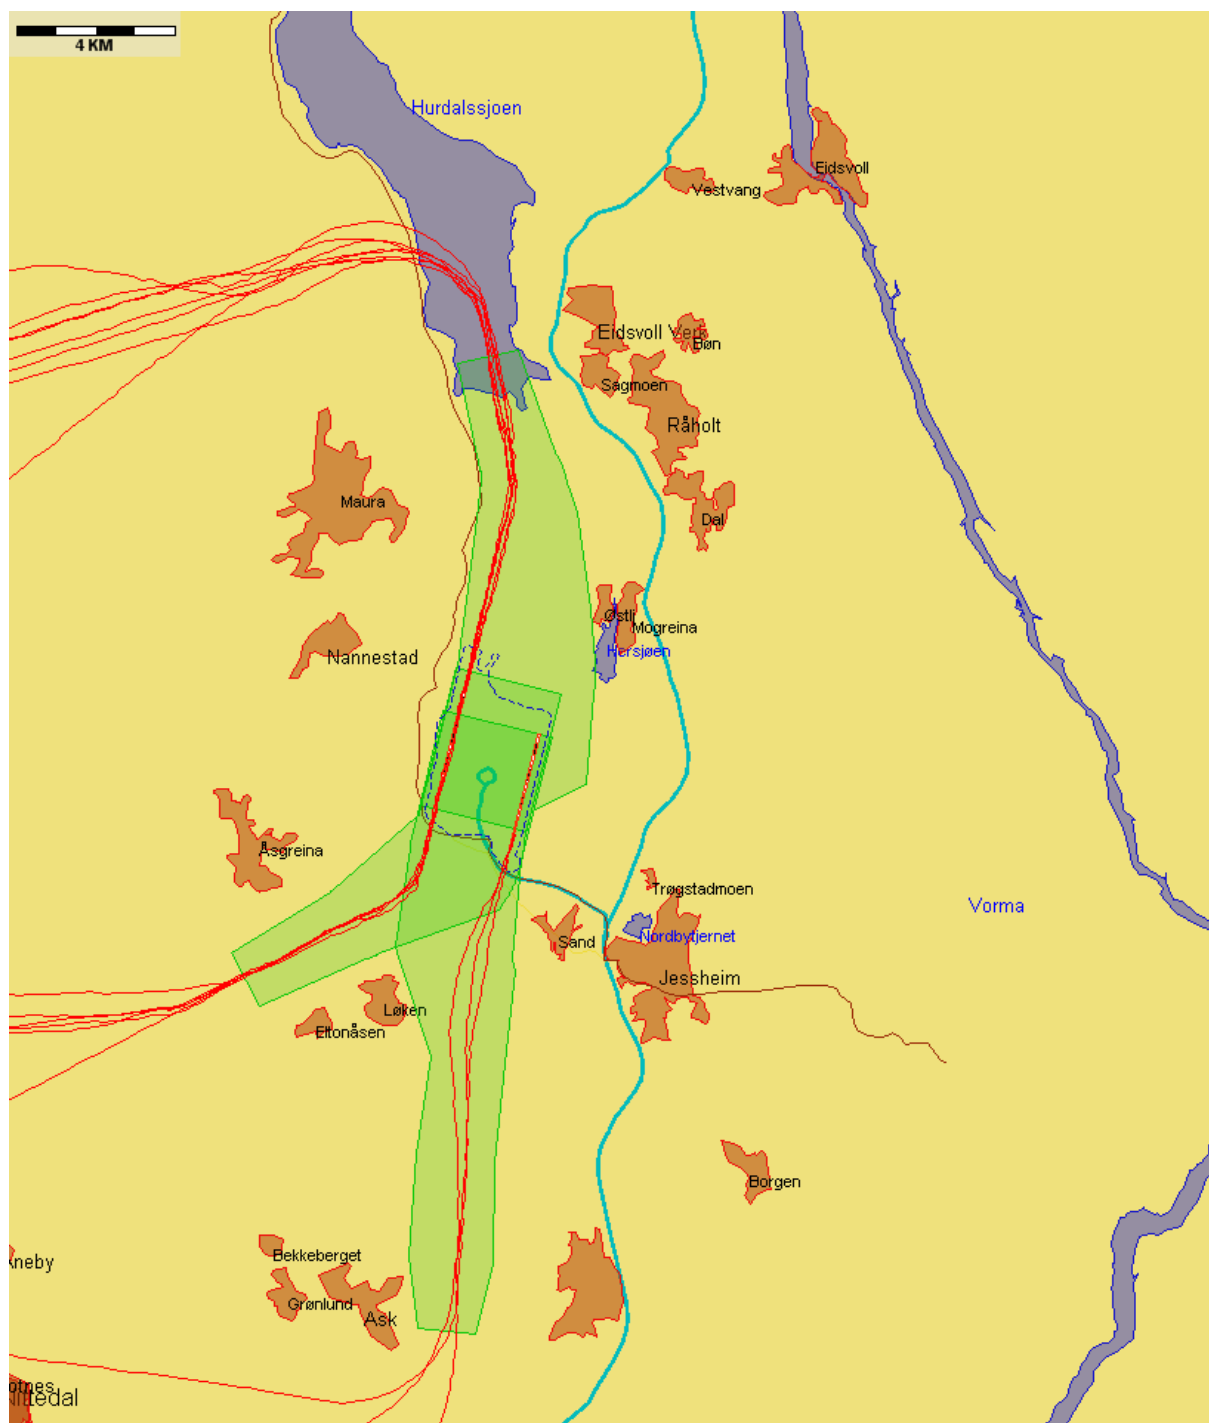 4 KM
Hurdalssjoen
Eidsvoll
Vestvang
Eidsvoll Verk
Bøn
Sagmoen
Råholt
Maura
Dal
Østli
Mogreina
Hersjøen
Nannestad
Åsgreina
Trøgstadmoen
Vorma
Nordbytjernet
Sand
Jessheim
Løken
Eltonåsen
Borgen
Bekkeberget
Grønlund
Ask